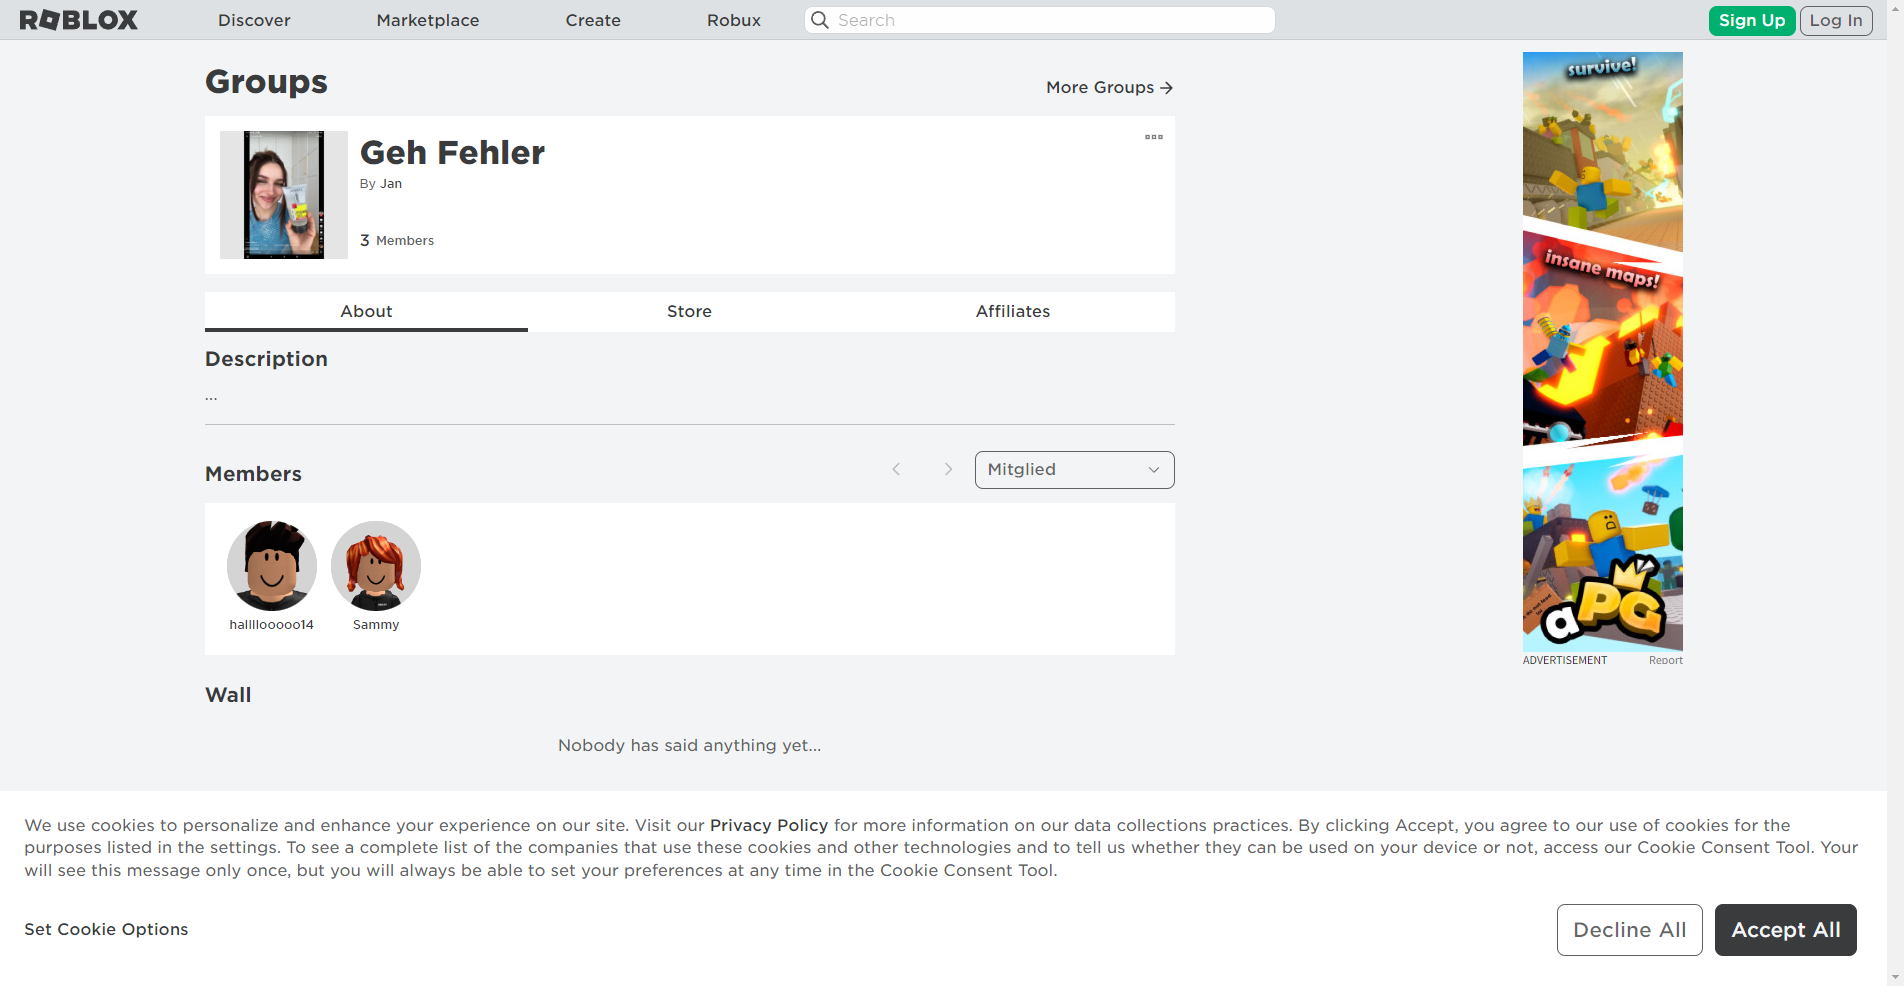 ROBLOX
Discover
Marketplace
Create
Robux
Search
Sign Up
Log In
Groups
More Groups
Geh Fehler
By Jan
3 Members
About
Store
Affiliates
Description
...
Members
Mitglied
halllooooo14
Sammy
Wall
Nobody has said anything yet...
survive!
insane maps!
aPG
ADVERTISEMENT
Report
We use cookies to personalize and enhance your experience on our site. Visit our Privacy Policy for more information on our data collections practices. By clicking Accept, you agree to our use of cookies for the
purposes listed in the settings. To see a complete list of the companies that use these cookies and other technologies and to tell us whether they can be used on your device or not, access our Cookie Consent Tool. Your
will see this message only once, but you will always be able to set your preferences at any time in the Cookie Consent Tool.
Set Cookie Options
Decline All
Accept All